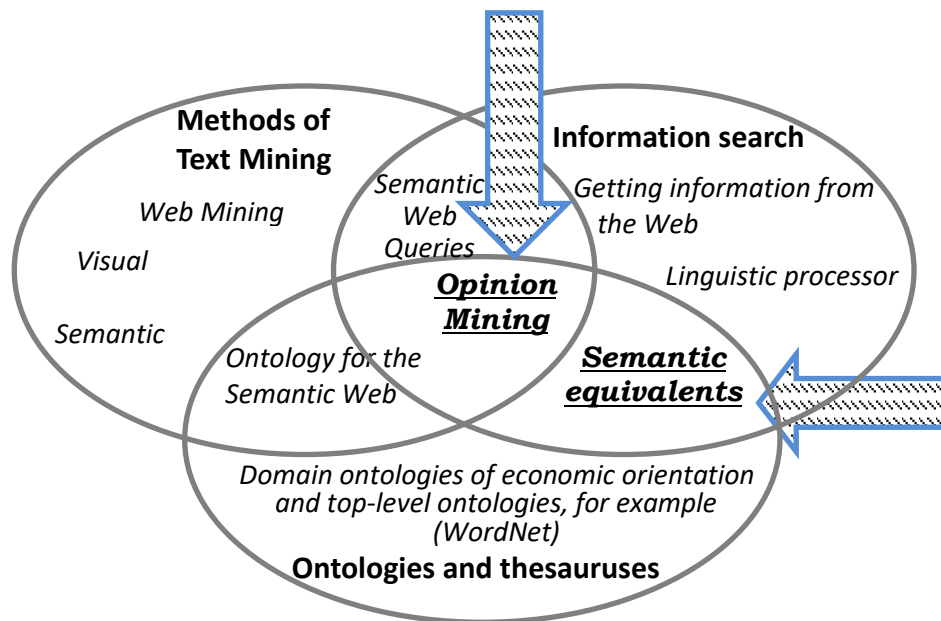 Methods of
Text Mining
Web Mining
Visual
Semantic
Information search
Semantic
Web
Queries
Getting information from
the Web
Linguistic processor
Opinion
Mining
Ontology for the
Semantic Web
Semantic
equivalents
Domain ontologies of economic orientation
and top-level ontologies, for example
(WordNet)
Ontologies and thesauruses